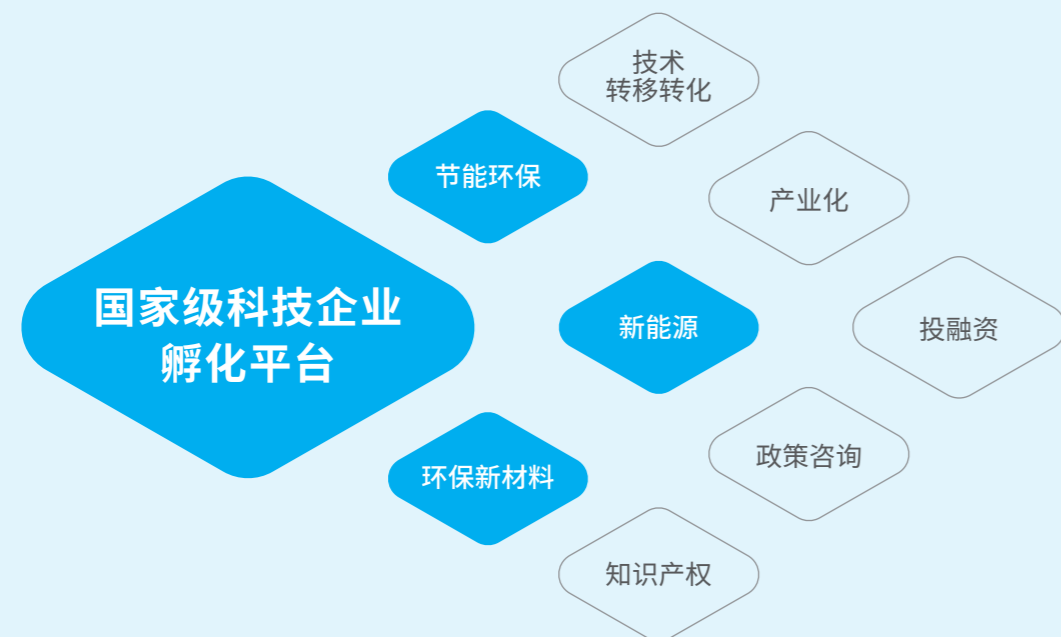 国家级科技企业
孵化平台
节能环保
新能源
环保新材料
技术
转移转化
产业化
投融资
政策咨询
知识产权